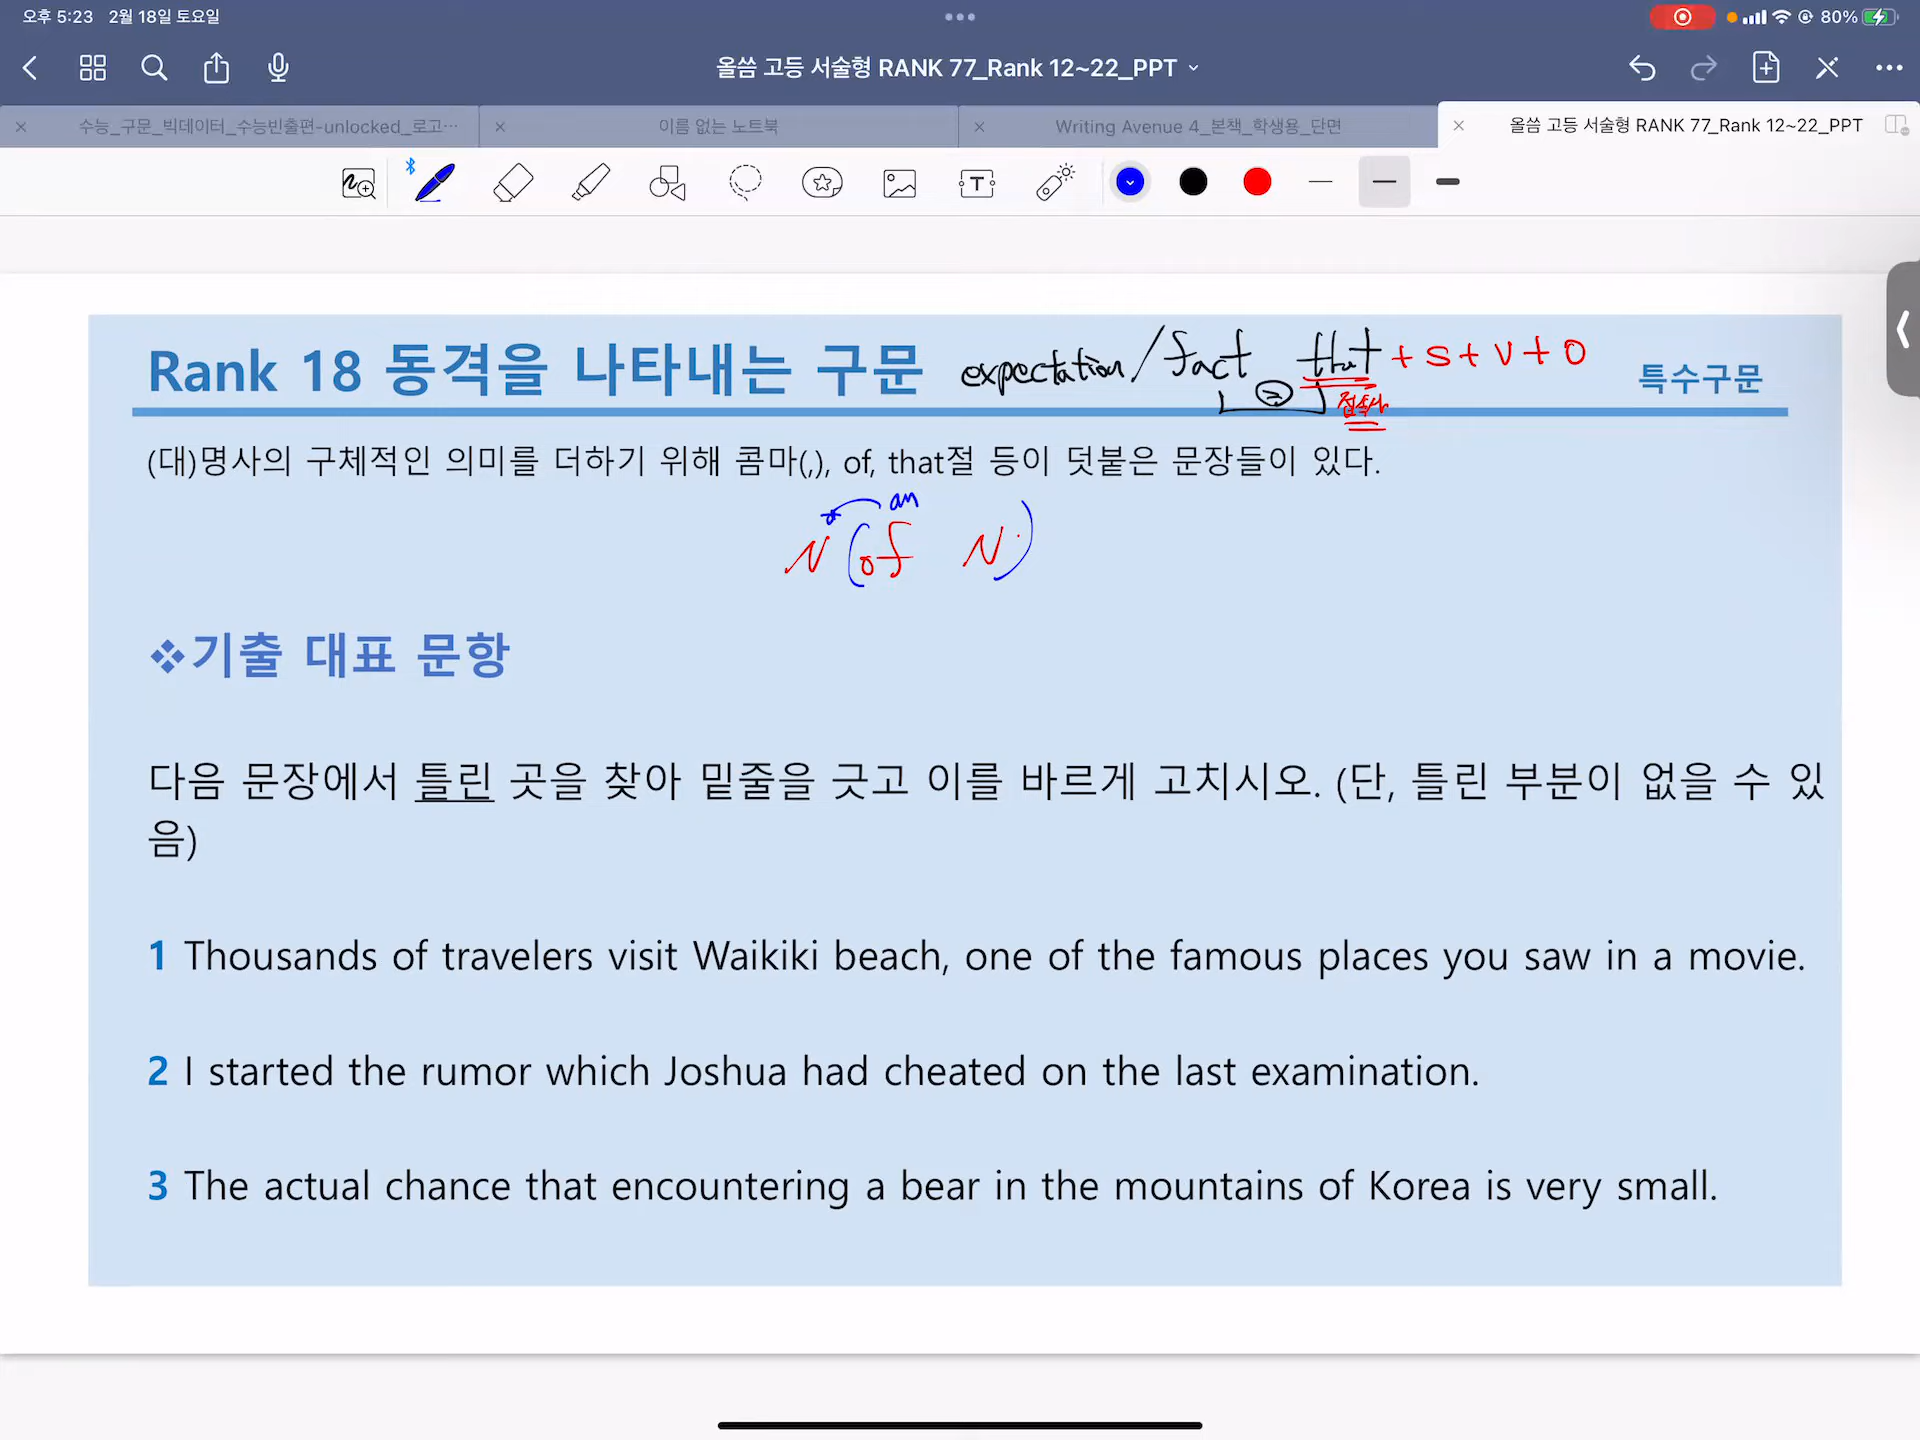 오후 5:23 2월 18일 토요일
80%
올씀 고등 서술형 RANK 77_Rank 12~22_PPT
수능_구문_빅데이터_수능빈출편-unlocked_로고…
이름 없는 노트북
Writing Avenue 4_본책_학생용_단면
올씀 고등 서술형 RANK 77_Rank 12~22_PPT
Rank 18 동격을 나타내는 구문
expectation / fact that + S + V + O
=
접속사
특수구문
(대)명사의 구체적인 의미를 더하기 위해 콤마(,), of, that절 등이 덧붙은 문장들이 있다.
N (of N)
❖기출 대표 문항
다음 문장에서 틀린 곳을 찾아 밑줄을 긋고 이를 바르게 고치시오. (단, 틀린 부분이 없을 수 있
음)
1 Thousands of travelers visit Waikiki beach, one of the famous places you saw in a movie.
2 I started the rumor which Joshua had cheated on the last examination.
3 The actual chance that encountering a bear in the mountains of Korea is very small.